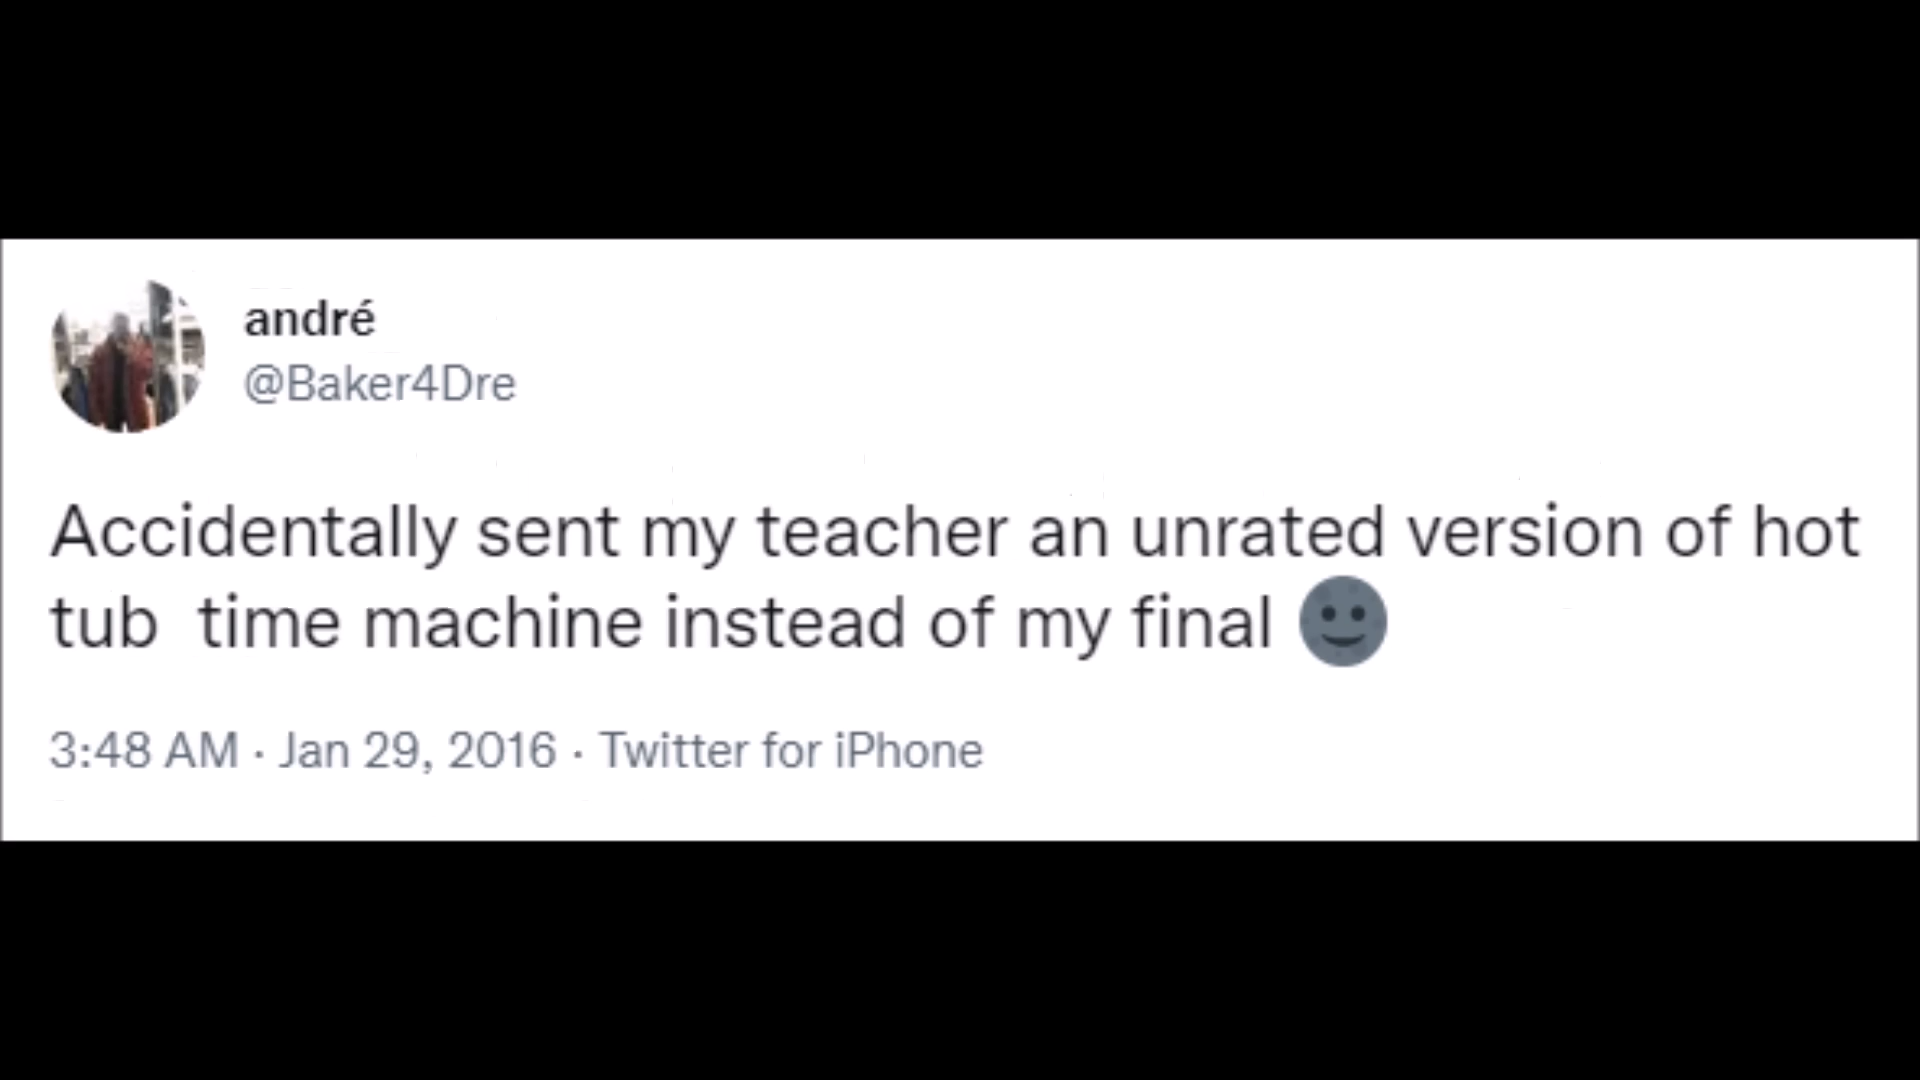 andré
@Baker4Dre
Accidentally sent my teacher an unrated version of hot
tub  time machine instead of my final 🌚
3:48 AM · Jan 29, 2016 · Twitter for iPhone